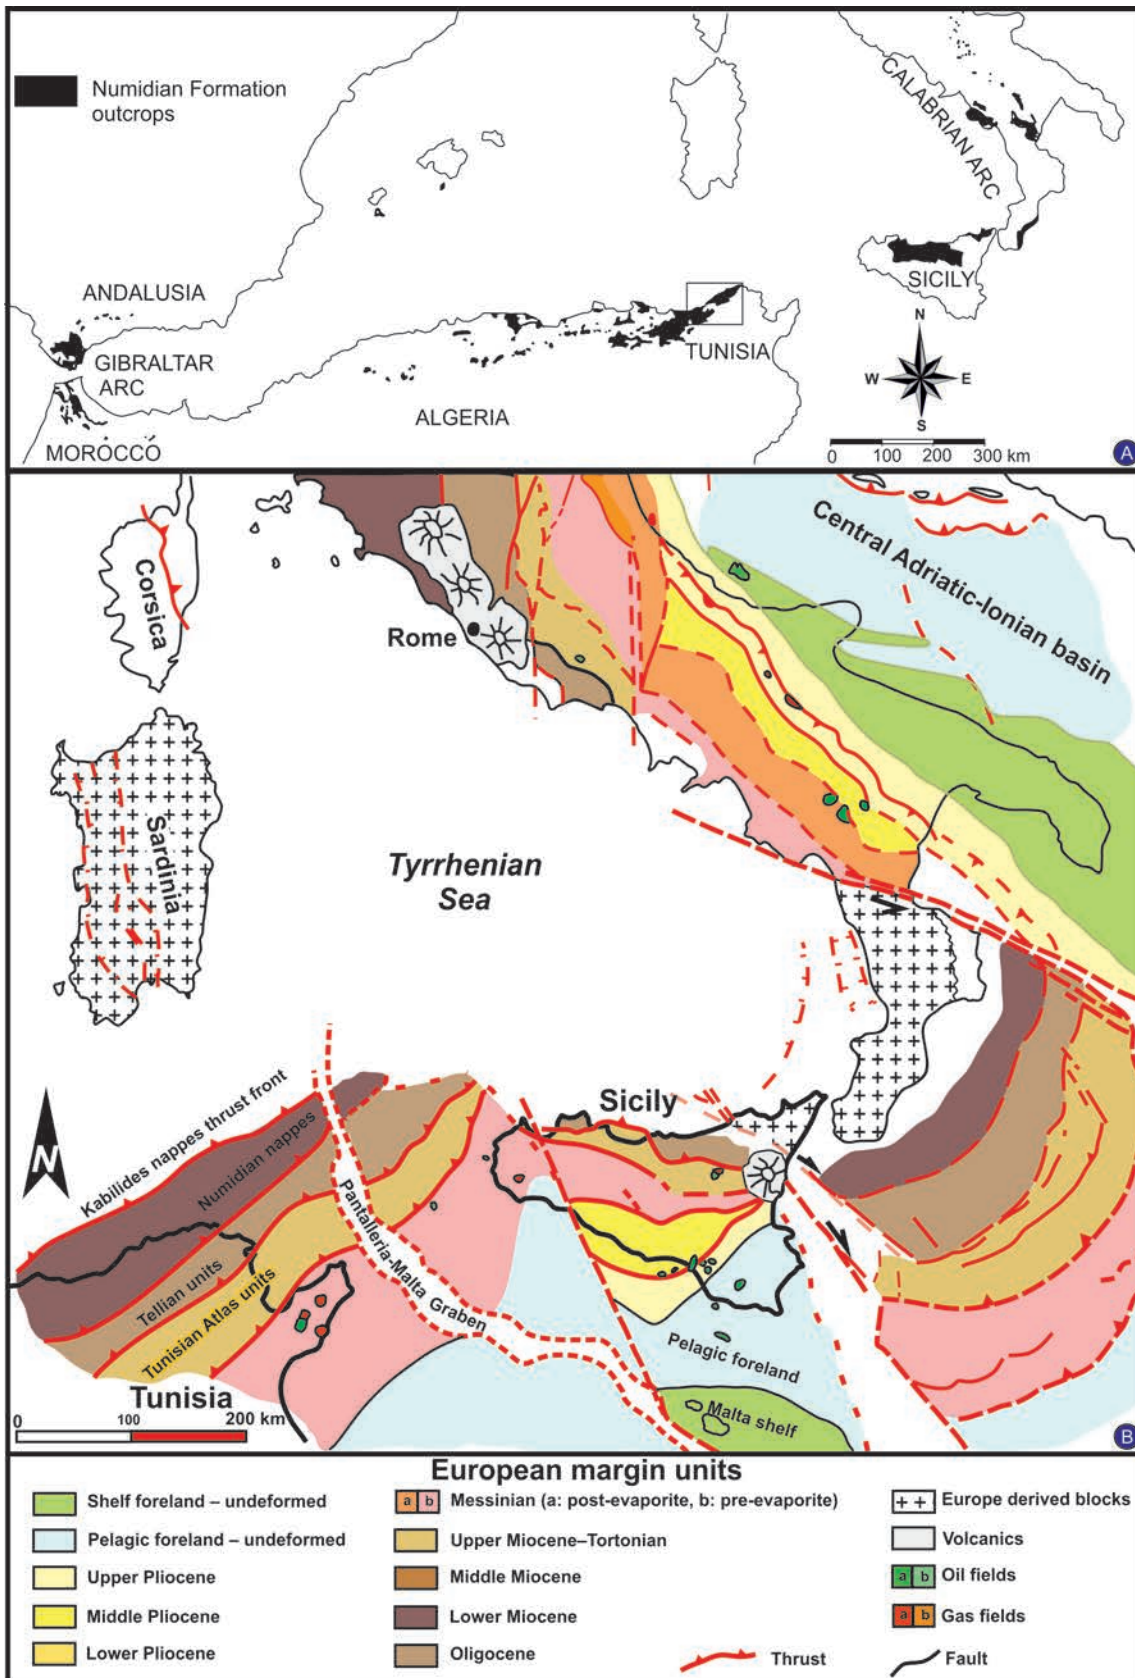 Numidian Formation
outcrops
CALABRIAN ARC
SICILY
ANDALUSIA
GIBRALTAR
ARC
MOROCCO
ALGERIA
TUNISIA
N
W
E
S
0 100 200 300 km
A
Corsica
Sardinia
Rome
Central Adriatic-Ionian basin
Tyrrhenian
Sea
Sicily
Kabilides nappes thrust front
Numidian nappes
Tellian units
Tunisian Atlas units
Pantalleria-Malta Graben
Pelagic foreland
Malta shelf
Tunisia
N
0 100 200 km
B
European margin units
Shelf foreland – undeformed
Pelagic foreland – undeformed
Upper Pliocene
Middle Pliocene
Lower Pliocene
a b Messinian (a: post-evaporite, b: pre-evaporite)
Upper Miocene–Tortonian
Middle Miocene
Lower Miocene
Oligocene
Europe derived blocks
Volcanics
a b Oil fields
a b Gas fields
Thrust
Fault